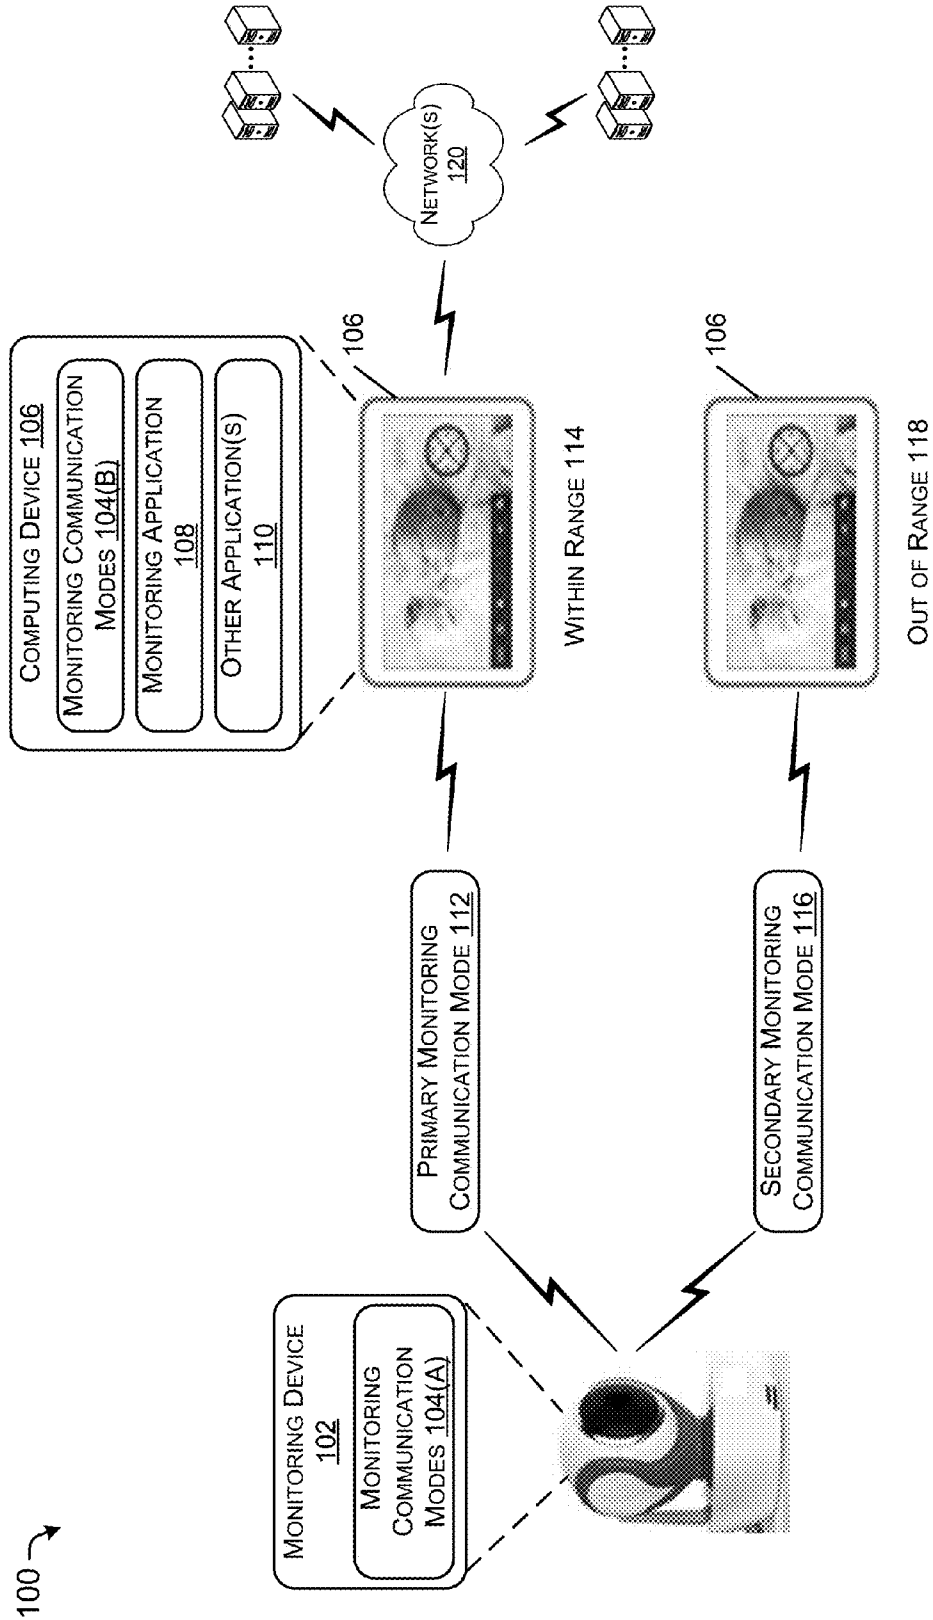 100
MONITORING DEVICE
102
MONITORING
COMMUNICATION
MODES 104(A)
PRIMARY MONITORING
COMMUNICATION MODE 112
SECONDARY MONITORING
COMMUNICATION MODE 116
COMPUTING DEVICE 106
MONITORING COMMUNICATION
MODES 104(B)
MONITORING APPLICATION
108
OTHER APPLICATION(S)
110
106
WITHIN RANGE 114
106
OUT OF RANGE 118
NETWORK(S)
120